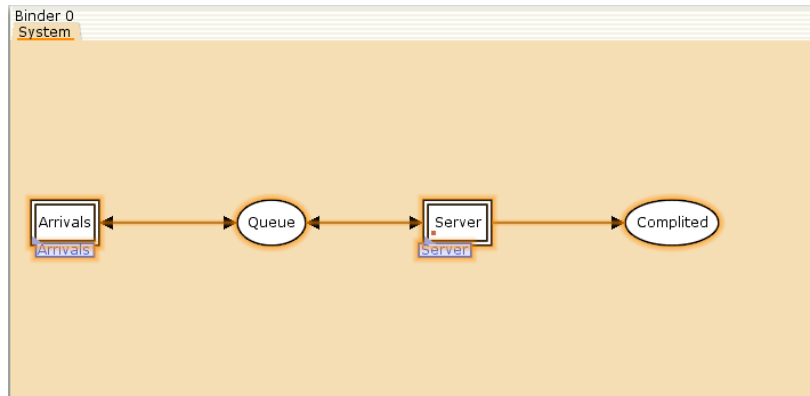 Binder 0
System
Arrivals
Queue
Server
Complited
Arrivals
Server